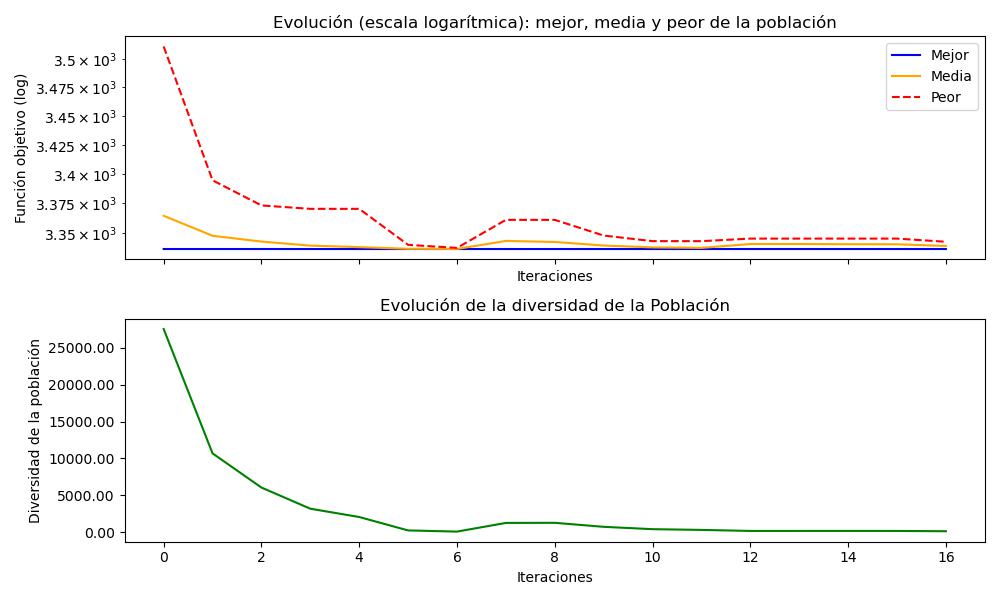 Evolución (escala logarítmica): mejor, media y peor de la población
Función objetivo (log)
3.5 × 10³
3.475 × 10³
3.45 × 10³
3.425 × 10³
3.4 × 10³
3.375 × 10³
3.35 × 10³
Mejor
Media
Peor
Iteraciones
Evolución de la diversidad de la Población
Diversidad de la población
25000.00
20000.00
15000.00
10000.00
5000.00
0.00
0 2 4 6 8 10 12 14 16
Iteraciones